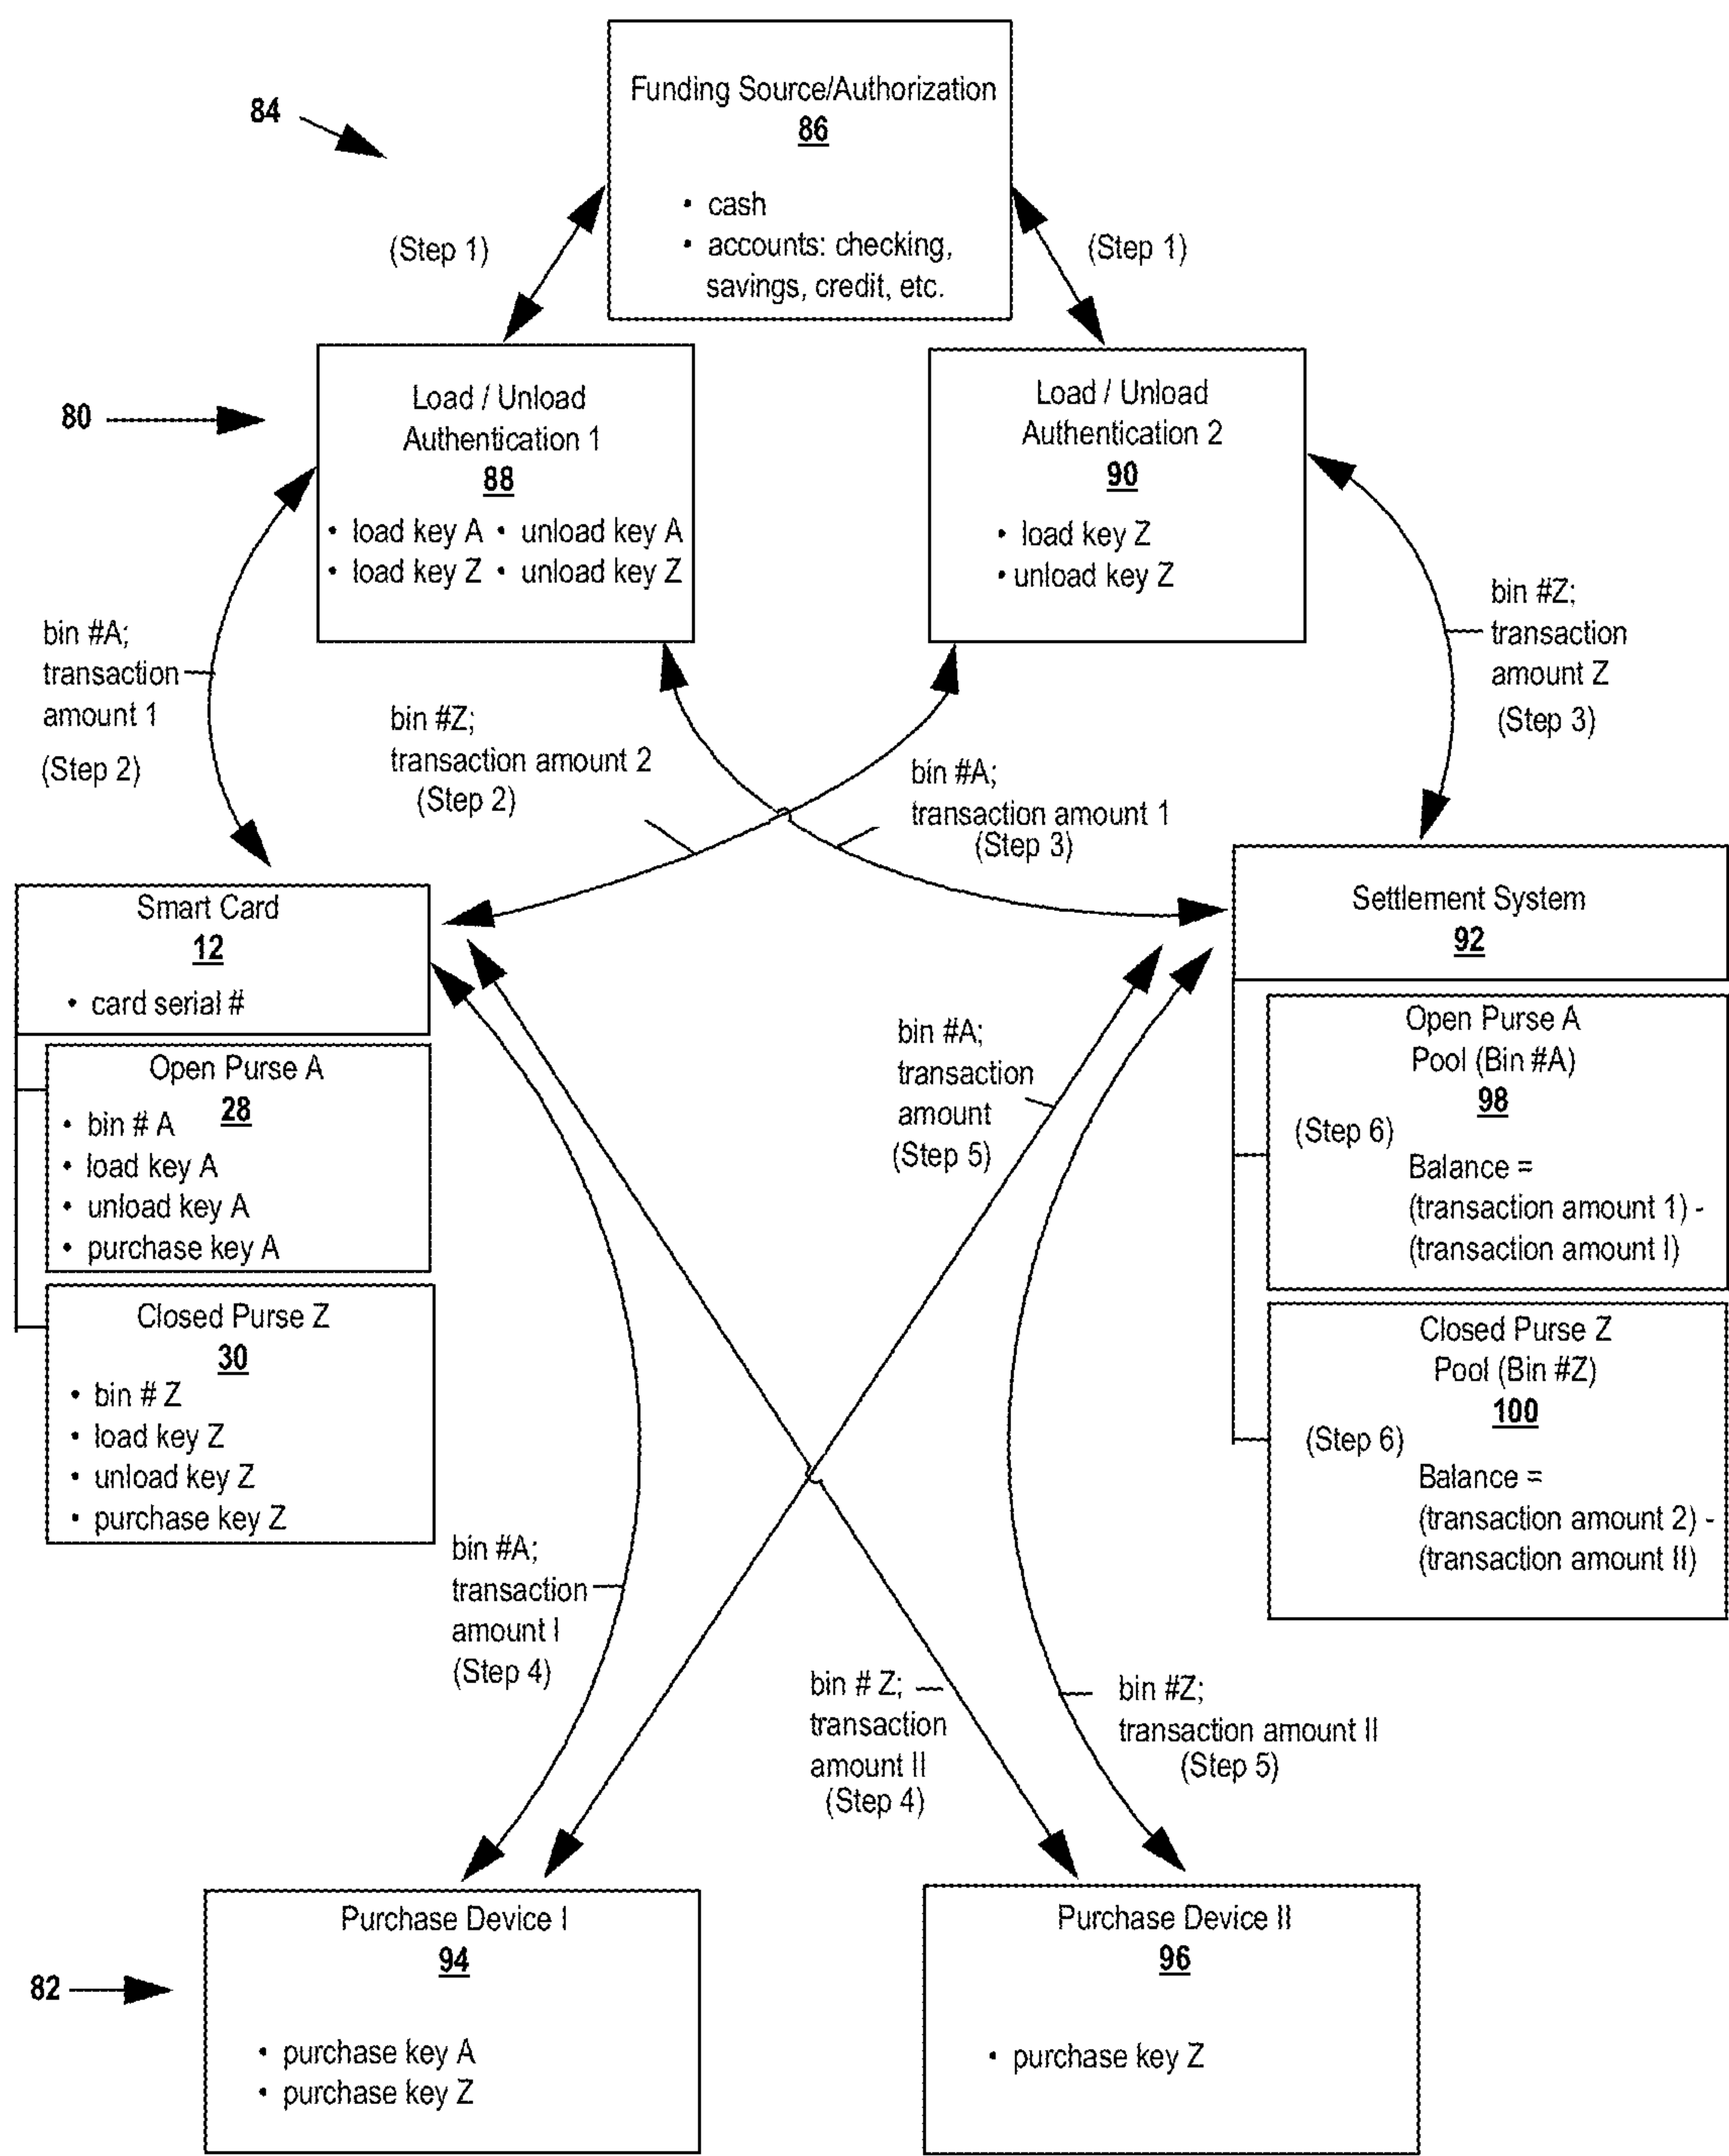 84
Funding Source/Authorization
86
• cash
• accounts: checking,
savings, credit, etc.
(Step 1)
(Step 1)
80
Load / Unload
Authentication 1
88
• load key A • unload key A
• load key Z • unload key Z
Load / Unload
Authentication 2
90
• load key Z
• unload key Z
bin #A;
transaction
amount 1
(Step 2)
bin #Z;
transaction amount 2
(Step 2)
bin #A;
transaction amount 1
(Step 3)
bin #Z;
transaction
amount Z
(Step 3)
Smart Card
12
• card serial #
Open Purse A
28
• bin # A
• load key A
• unload key A
• purchase key A
Closed Purse Z
30
• bin # Z
• load key Z
• unload key Z
• purchase key Z
Settlement System
92
Open Purse A
Pool (Bin #A)
98
(Step 6)
Balance =
(transaction amount 1) -
(transaction amount I)
Closed Purse Z
Pool (Bin #Z)
100
(Step 6)
Balance =
(transaction amount 2) -
(transaction amount II)
bin #A;
transaction
amount
(Step 5)
bin #A;
transaction
amount I
(Step 4)
bin # Z;
transaction
amount II
(Step 4)
bin #Z;
transaction amount II
(Step 5)
82
Purchase Device I
94
• purchase key A
• purchase key Z
Purchase Device II
96
• purchase key Z